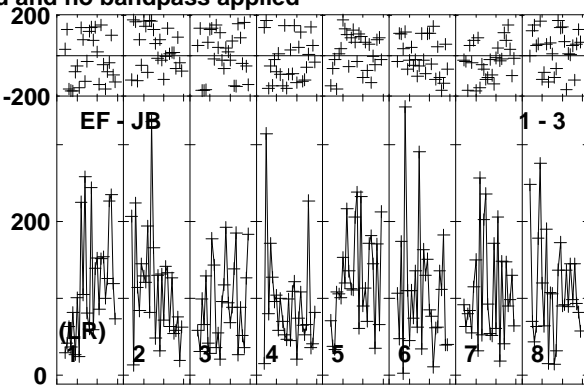 d and no bandpass applied
200
-200
EF - JB
1 - 3
200
(LR)
1 2 3 4 5 6 7 8
0